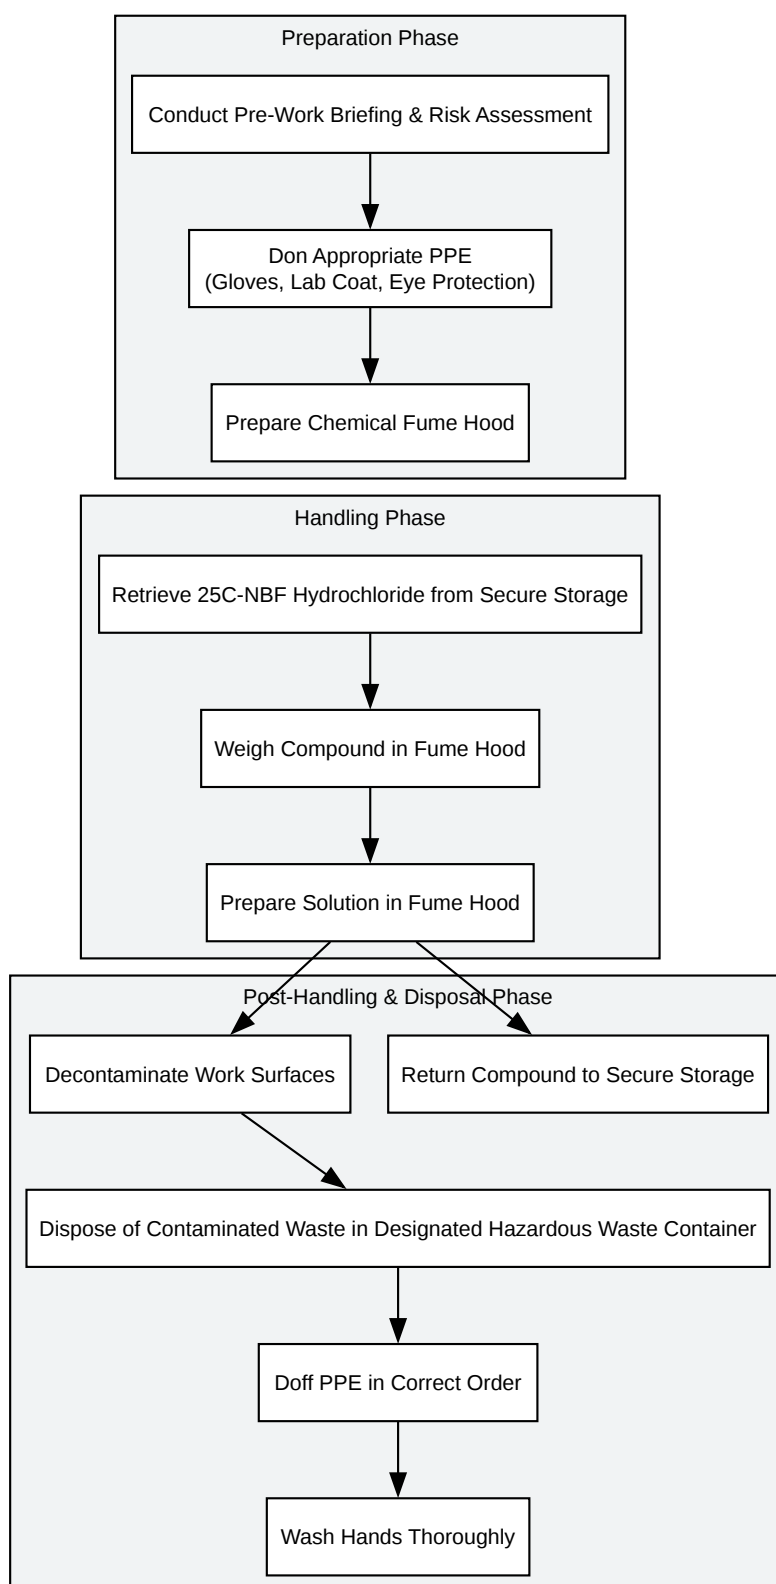 Preparation Phase
Conduct Pre-Work Briefing & Risk Assessment
Don Appropriate PPE
(Gloves, Lab Coat, Eye Protection)
Prepare Chemical Fume Hood
Handling Phase
Retrieve 25C-NBF Hydrochloride from Secure Storage
Weigh Compound in Fume Hood
Prepare Solution in Fume Hood
Post-Handling & Disposal Phase
Decontaminate Work Surfaces
Return Compound to Secure Storage
Dispose of Contaminated Waste in Designated Hazardous Waste Container
Doff PPE in Correct Order
Wash Hands Thoroughly